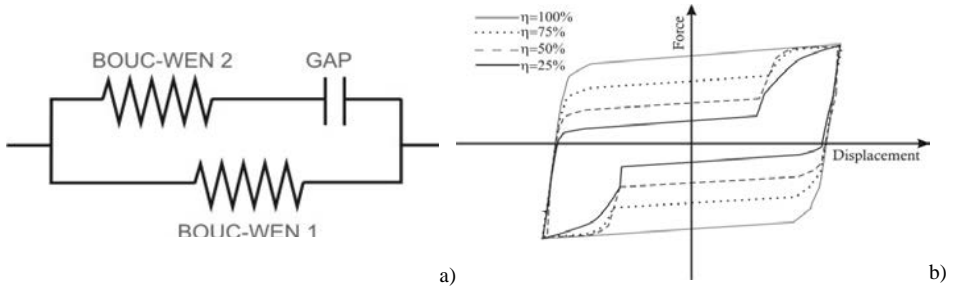 BOUC-WEN 2
GAP
BOUC-WEN 1
a)
η=100%
η=75%
η=50%
η=25%
Force
Displacement
b)